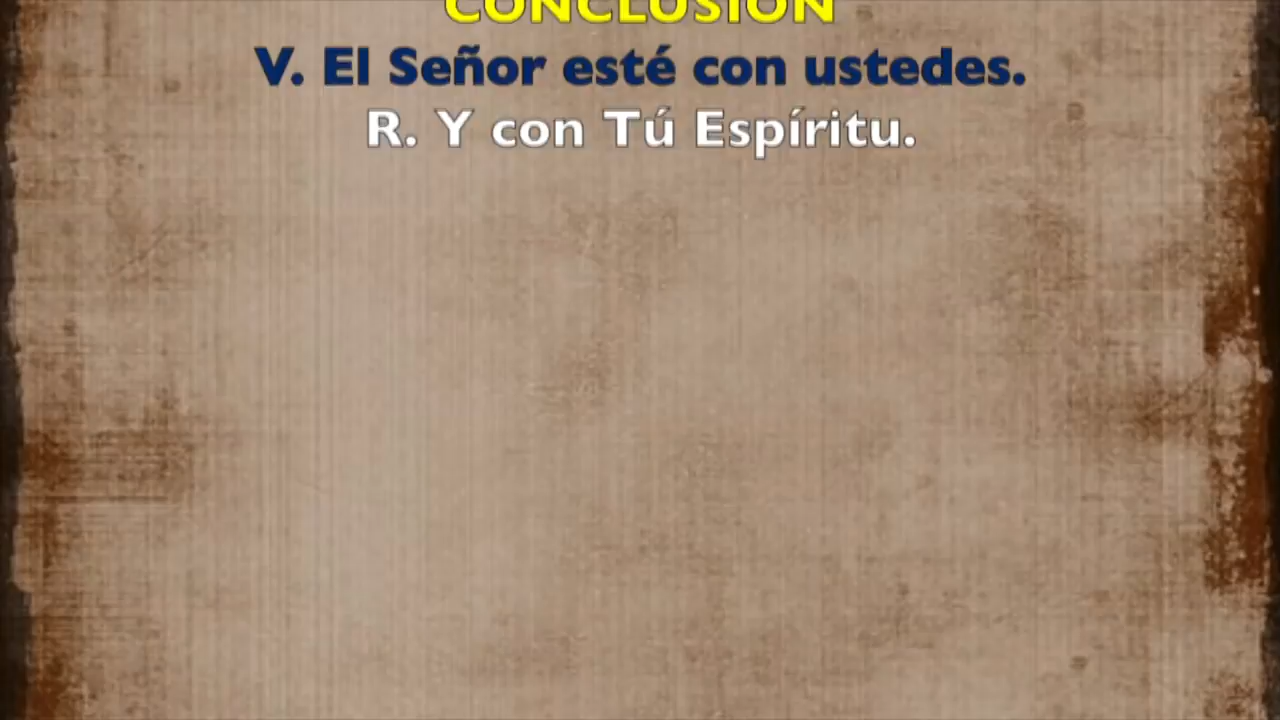 CONCLUSIÓN
V. El Señor esté con ustedes.
R. Y con Tú Espíritu.